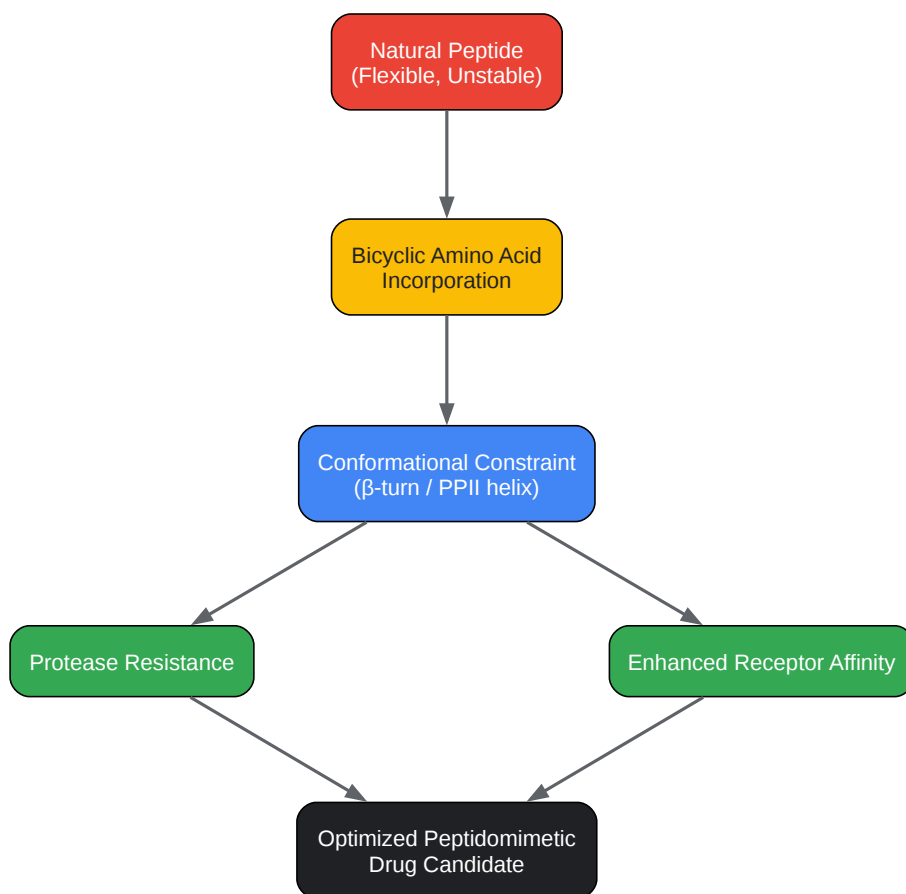 Natural Peptide
(Flexible, Unstable)
Bicyclic Amino Acid
Incorporation
Conformational Constraint
(β-turn / PPII helix)
Protease Resistance
Enhanced Receptor Affinity
Optimized Peptidomimetic
Drug Candidate